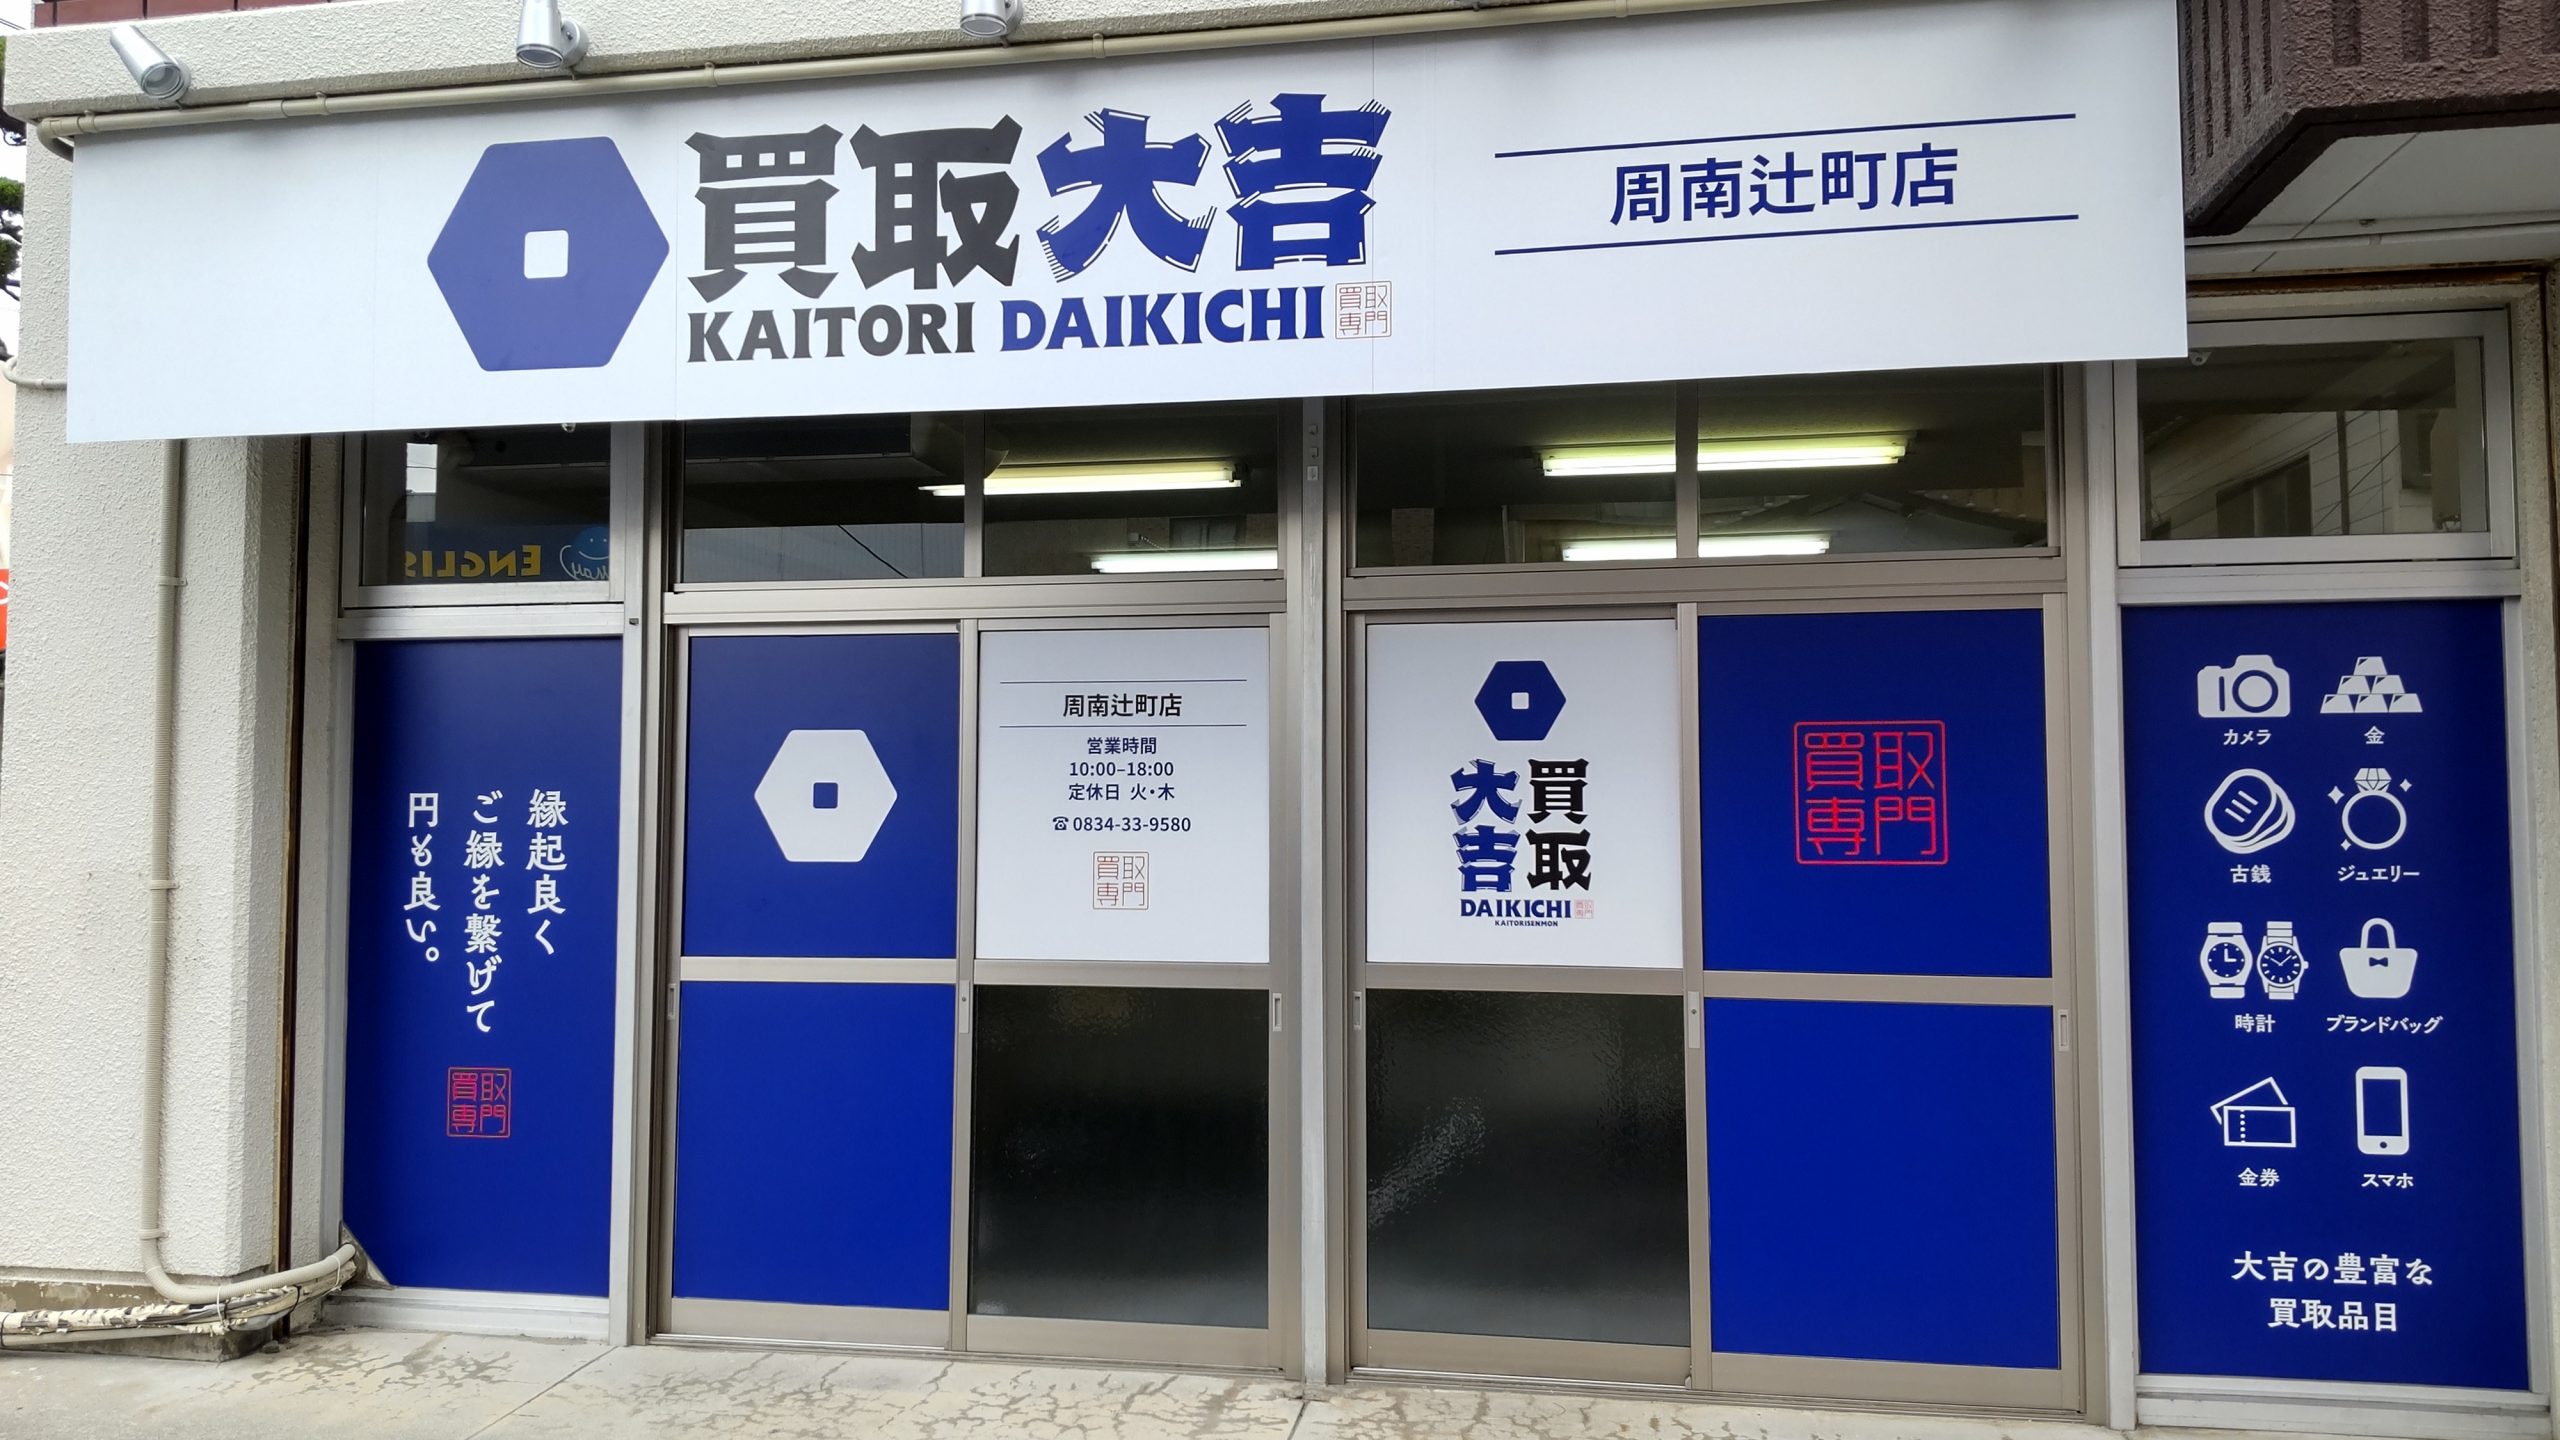 買取大吉
KAITORI DAIKICHI
買取専門
周南辻町店
ENGLIS
縁起良く
ご縁を繋げて
円も良い。
買取専門
周南辻町店
営業時間
10:00–18:00
定休日 火・木
☎0834-33-9580
買取専門
買取
大吉
DAIKICHI
買取専門
KAITORISENMON
買取専門
カメラ
金
古銭
ジュエリー
時計
ブランドバッグ
金券
スマホ
大吉の豊富な
買取品目